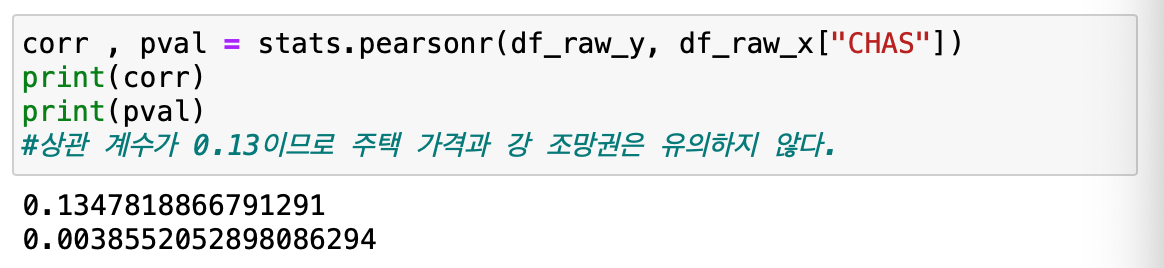 corr , pval = stats.pearsonr(df_raw_y, df_raw_x["CHAS"])
print(corr)
print(pval)
#상관 계수가 0.13이므로 주택 가격과 강 조망권은 유의하지 않다.
0.1347818866791291
0.0038552052898086294